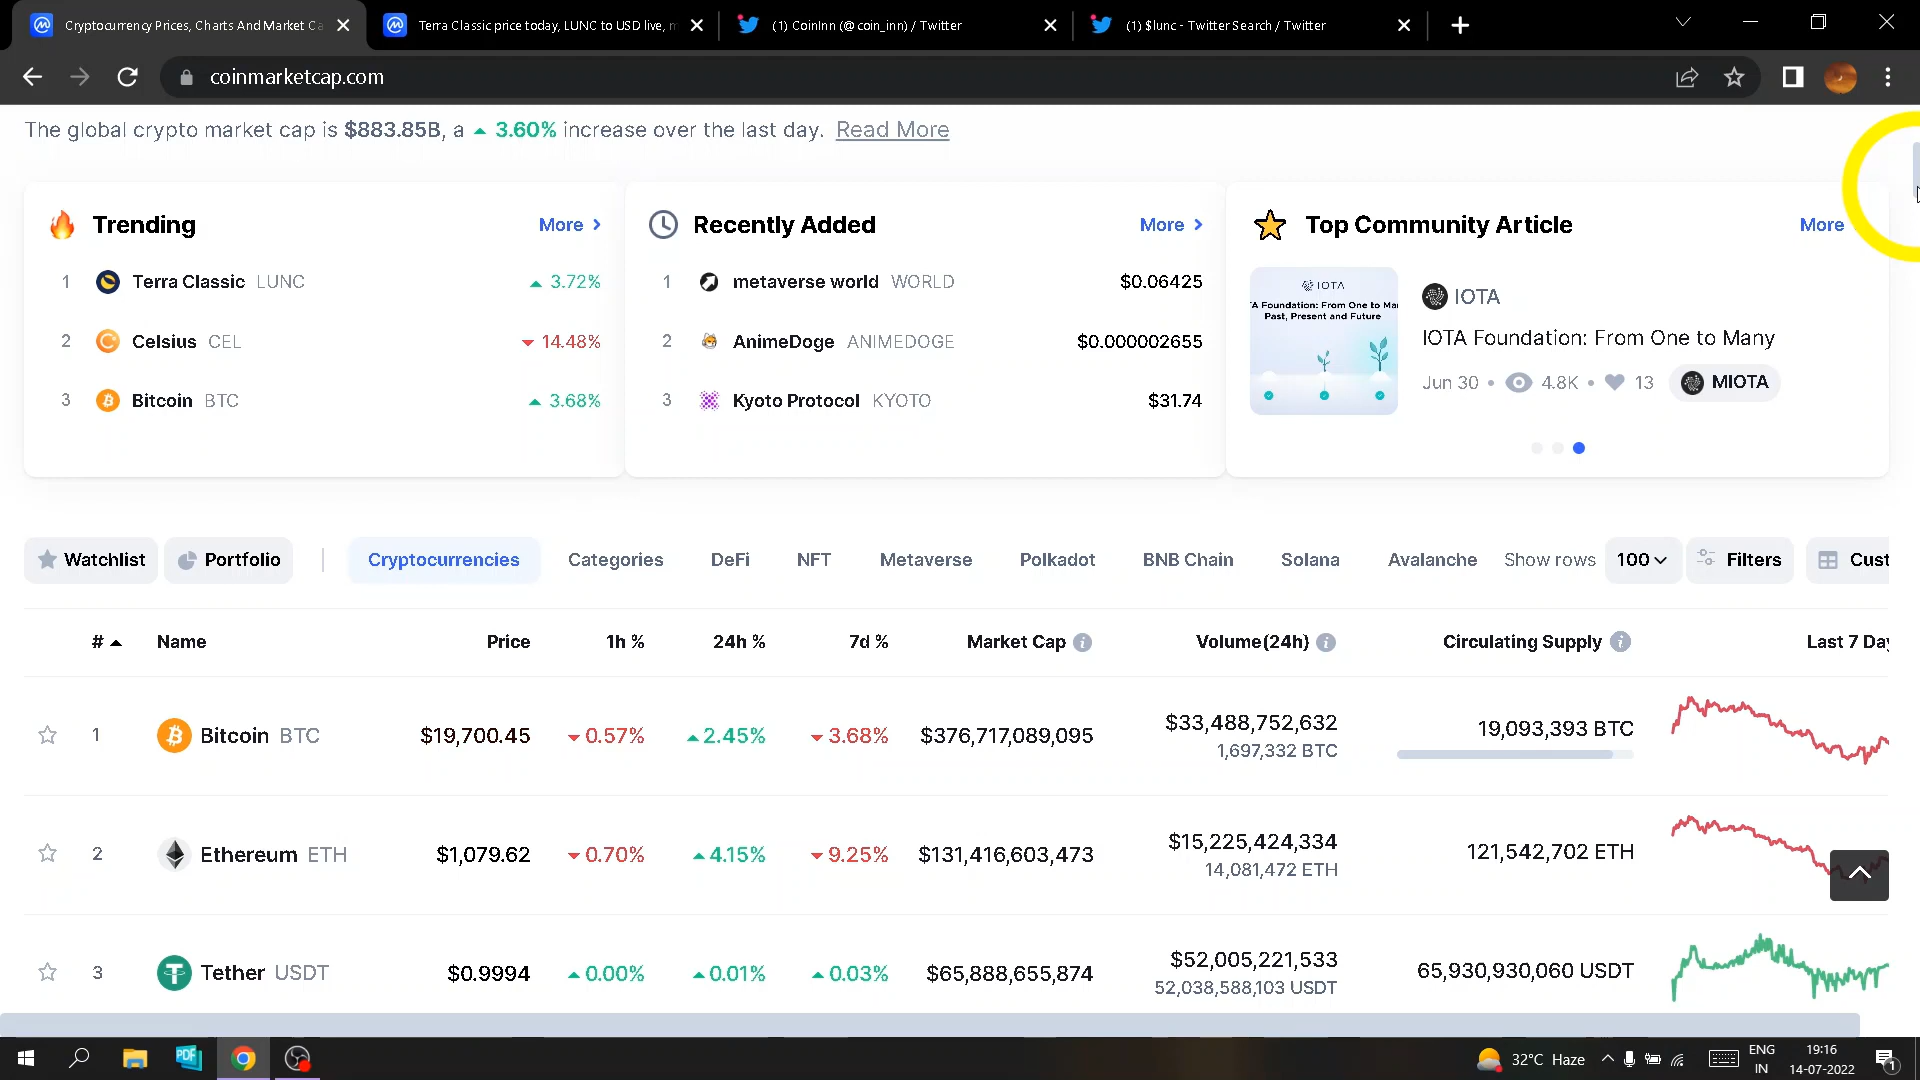 Cryptocurrency Prices, Charts And Market Ca
Terra Classic price today, LUNC to USD live, m
(1) CoinInn (@coin_inn) / Twitter
(1) $lunc - Twitter Search / Twitter
coinmarketcap.com
The global crypto market cap is $883.85B, a 3.60% increase over the last day. Read More
Trending
More
1 Terra Classic LUNC 3.72%
2 Celsius CEL 14.48%
3 Bitcoin BTC 3.68%
Recently Added
More
1 metaverse world WORLD $0.06425
2 AnimeDoge ANIMEDOGE $0.000002655
3 Kyoto Protocol KYOTO $31.74
Top Community Article
More
IOTA
A Foundation: From One to Mar
Past, Present and Future
IOTA
IOTA Foundation: From One to Many
Jun 30 • 4.8K • 13 MIOTA
Watchlist Portfolio Cryptocurrencies Categories DeFi NFT Metaverse Polkadot BNB Chain Solana Avalanche Show rows 100 Filters Cust
# Name Price 1h % 24h % 7d % Market Cap Volume(24h) Circulating Supply Last 7 Day
1 Bitcoin BTC $19,700.45 0.57% 2.45% 3.68% $376,717,089,095 $33,488,752,632 19,093,393 BTC
1,697,332 BTC
2 Ethereum ETH $1,079.62 0.70% 4.15% 9.25% $131,416,603,473 $15,225,424,334 121,542,702 ETH
14,081,472 ETH
3 Tether USDT $0.9994 0.00% 0.01% 0.03% $65,888,655,874 $52,005,221,533 65,930,930,060 USDT
52,038,588,103 USDT
PDF
32°C Haze
ENG
IN
19:16
14-07-2022
1